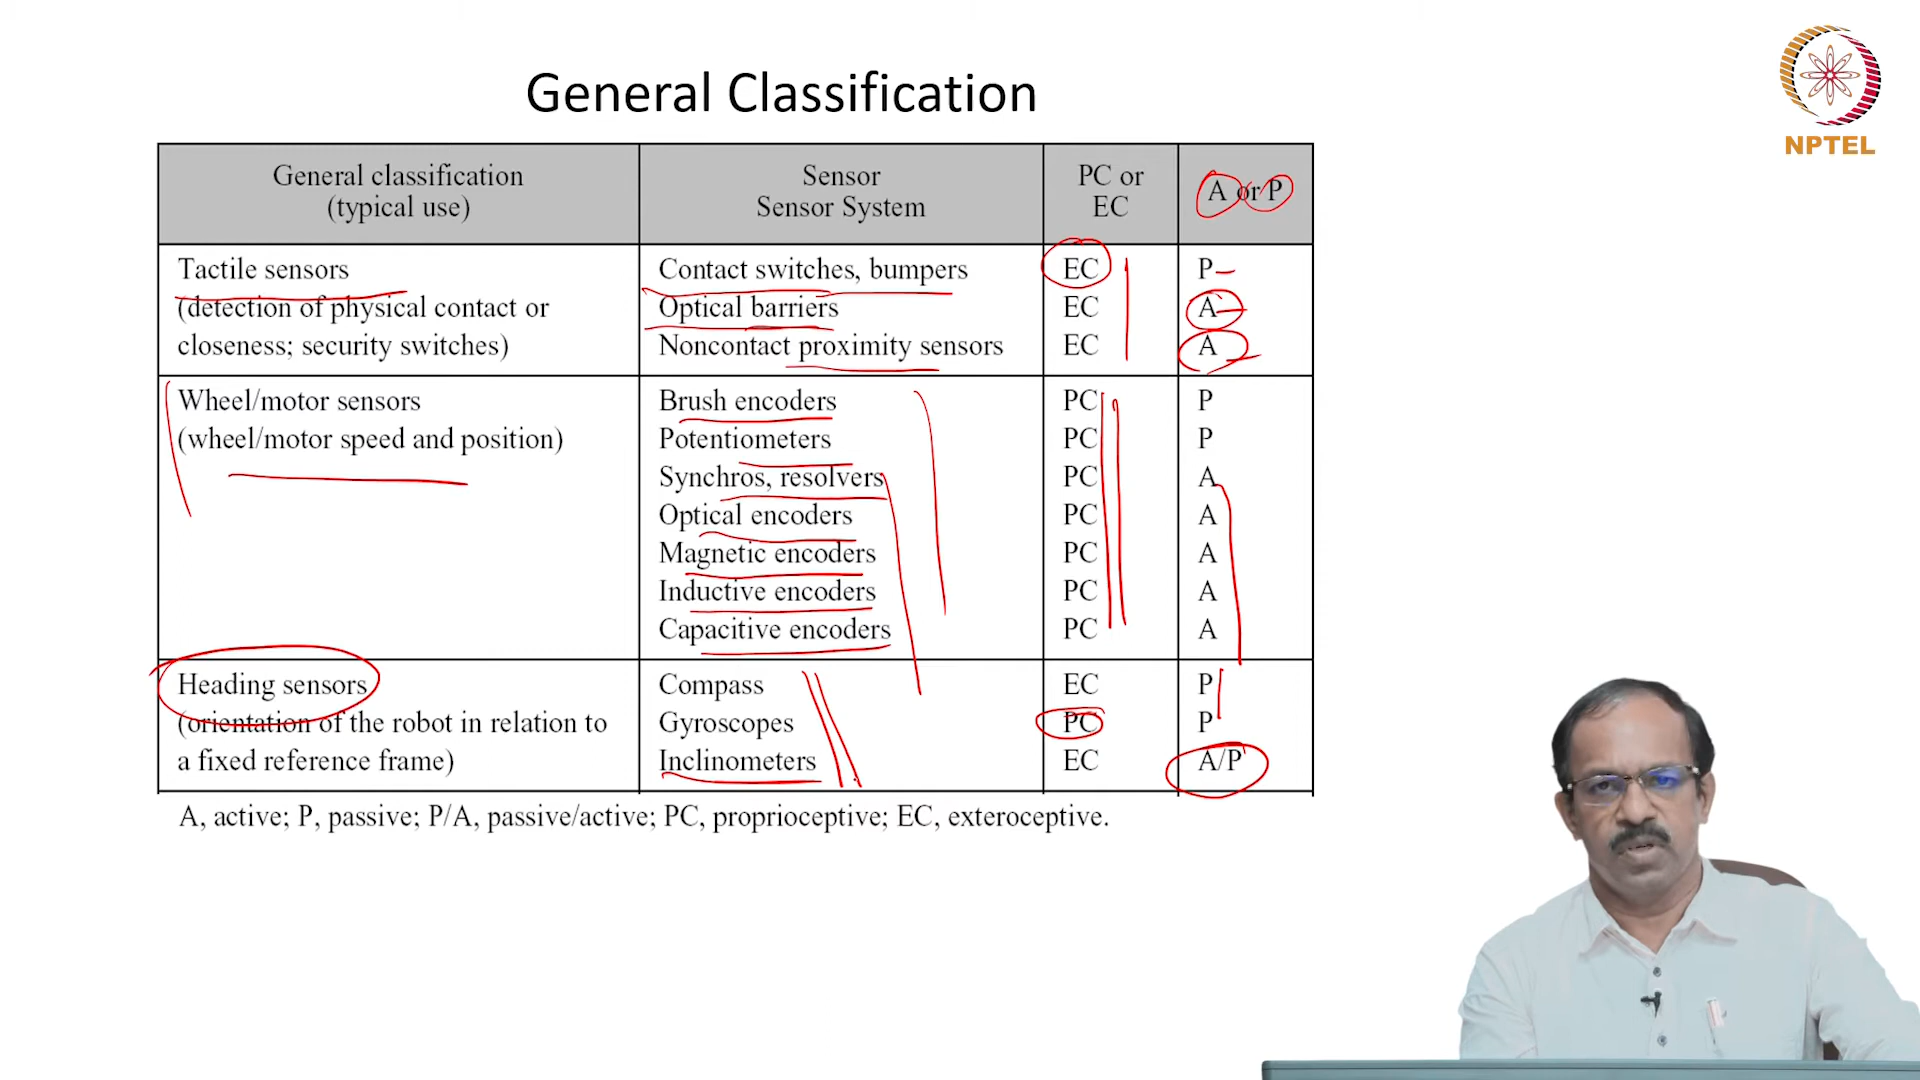 General Classification
NPTEL
General classification
(typical use)
Sensor
Sensor System
PC or
EC
A or P
Tactile sensors
(detection of physical contact or
closeness; security switches)
Contact switches, bumpers
Optical barriers
Noncontact proximity sensors
EC
EC
EC
P
A
A
Wheel/motor sensors
(wheel/motor speed and position)
Brush encoders
Potentiometers
Synchros, resolvers
Optical encoders
Magnetic encoders
Inductive encoders
Capacitive encoders
PC
PC
PC
PC
PC
PC
PC
P
P
A
A
A
A
A
Heading sensors
(orientation of the robot in relation to
a fixed reference frame)
Compass
Gyroscopes
Inclinometers
EC
PC
EC
P
P
A/P
A, active; P, passive; P/A, passive/active; PC, proprioceptive; EC, exteroceptive.